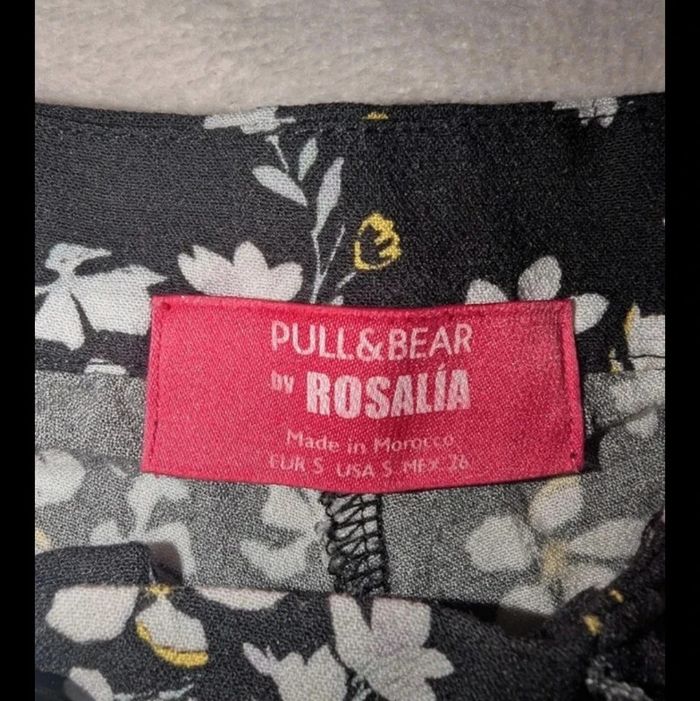 PULL&BEAR
by ROSALÍA
Made in Morocco
EUR S USA S MEX 26